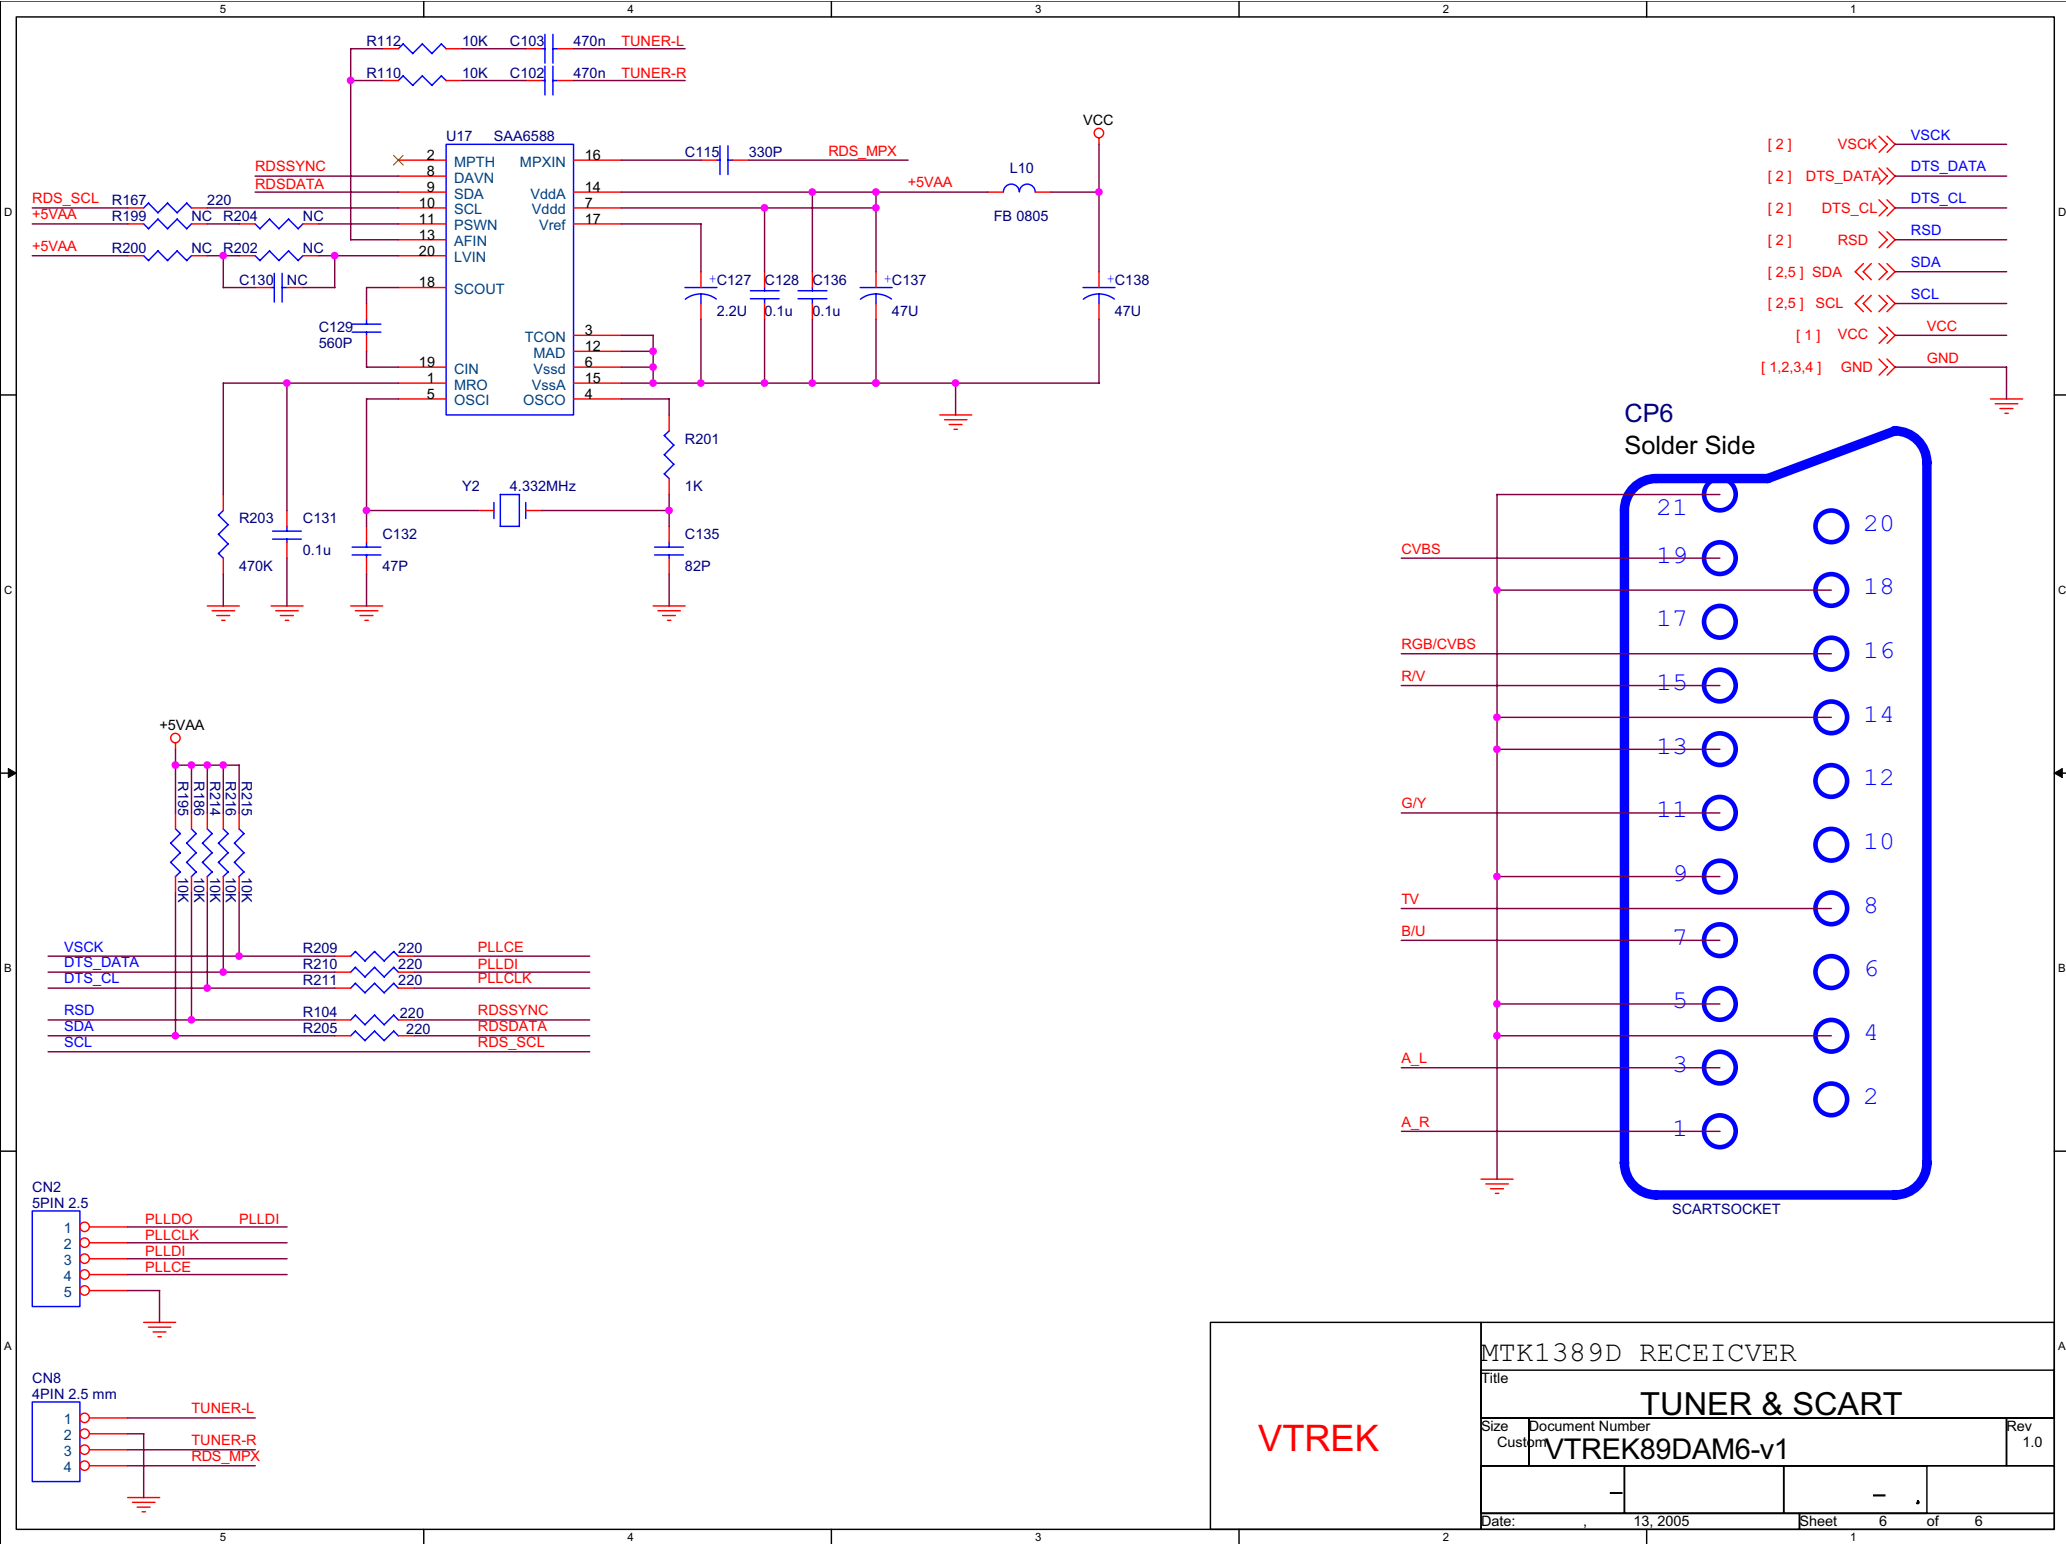 5 4 3 2 1
R112 10K C103 470n TUNER-L
R110 10K C102 470n TUNER-R
U17 SAA6588
2 MPTH
8 DAVN
9 SDA
10 SCL
11 PSWN
13 AFIN
20 LVIN
18 SCOUT
19 CIN
1 MRO
5 OSCI
MPXIN 16
VddA 14
Vddd 7
Vref 17
TCON 3
MAD 12
Vssd 6
VssA 15
OSCO 4
RDSSYNC
RDSDATA
RDS_SCL R167 220
+5VAA R199 NC R204 NC
+5VAA R200 NC R202 NC
C130 NC
C129
560P
C115 330P RDS_MPX
+5VAA
L10
FB 0805
VCC
+C127
2.2U
C128
0.1u
C136
0.1u
+C137
47U
+C138
47U
R201
1K
Y2 4.332MHz
R203
470K
C131
0.1u
C132
47P
C135
82P
[ 2 ] VSCK VSCK
[ 2 ] DTS_DATA DTS_DATA
[ 2 ] DTS_CL DTS_CL
[ 2 ] RSD RSD
[ 2,5 ] SDA SDA
[ 2,5 ] SCL SCL
[ 1 ] VCC VCC
[ 1,2,3,4 ] GND GND
D D
C C
B B
A A
CP6
Solder Side
21
20
CVBS 19
18
17
RGB/CVBS 16
R/V 15
14
13
12
G/Y 11
10
9
TV 8
B/U 7
6
5
4
A_L 3
2
A_R 1
SCARTSOCKET
+5VAA
R195 R186 R214 R216 R215
10K 10K 10K 10K 10K
VSCK R209 220 PLLCE
DTS_DATA R210 220 PLLDI
DTS_CL R211 220 PLLCLK
RSD R104 220 RDSSYNC
SDA R205 220 RDSDATA
SCL RDS_SCL
CN2
5PIN 2.5
1 PLLDO PLLDI
2 PLLCLK
3 PLLDI
4 PLLCE
5
CN8
4PIN 2.5 mm
1 TUNER-L
2
3 TUNER-R
4 RDS_MPX
VTREK
MTK1389D RECEICVER
Title
TUNER & SCART
Size Document Number Rev
Custom VTREK89DAM6-v1 1.0
Date: , 13, 2005 Sheet 6 of 6
5 4 3 2 1